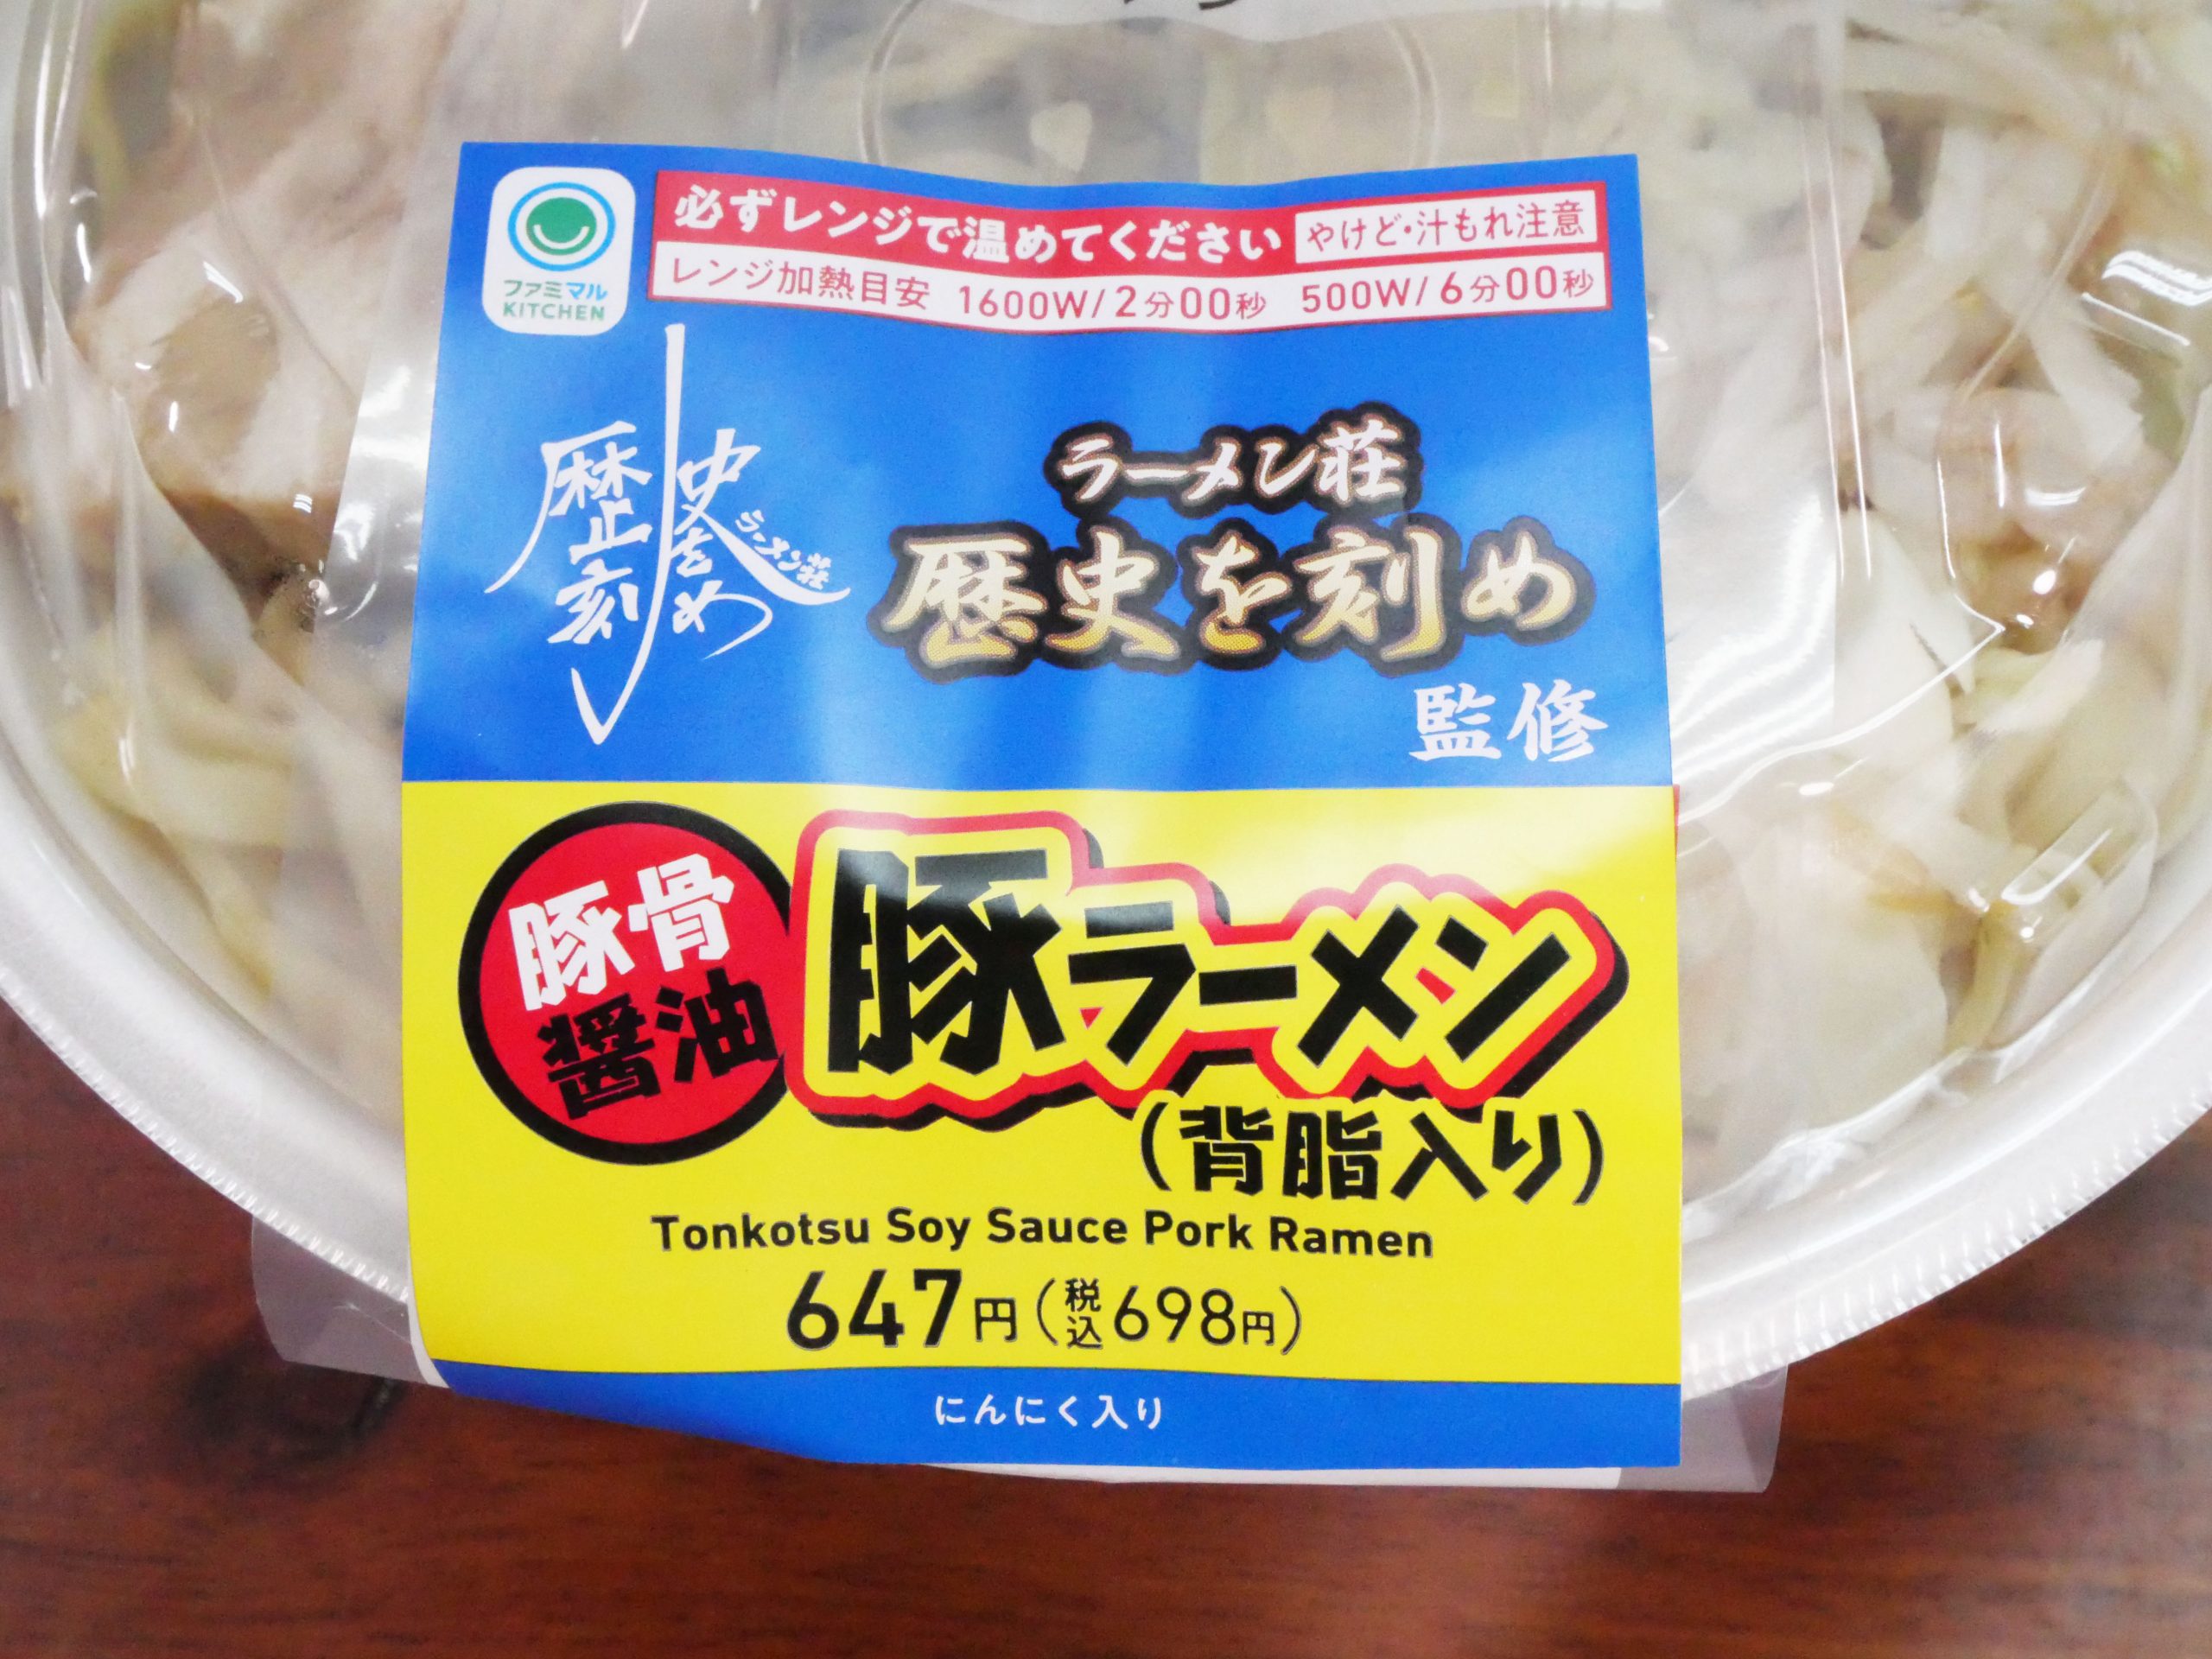 ファミマル
KITCHEN
必ずレンジで温めてください やけど・汁もれ注意
レンジ加熱目安 1600W/2分00秒 500W/6分00秒
歴史を刻め
ラーメン荘
ラーメン荘
歴史を刻め
監修
豚骨
醤油
豚ラーメン
(背脂入り)
Tonkotsu Soy Sauce Pork Ramen
647円(税込698円)
にんにく入り